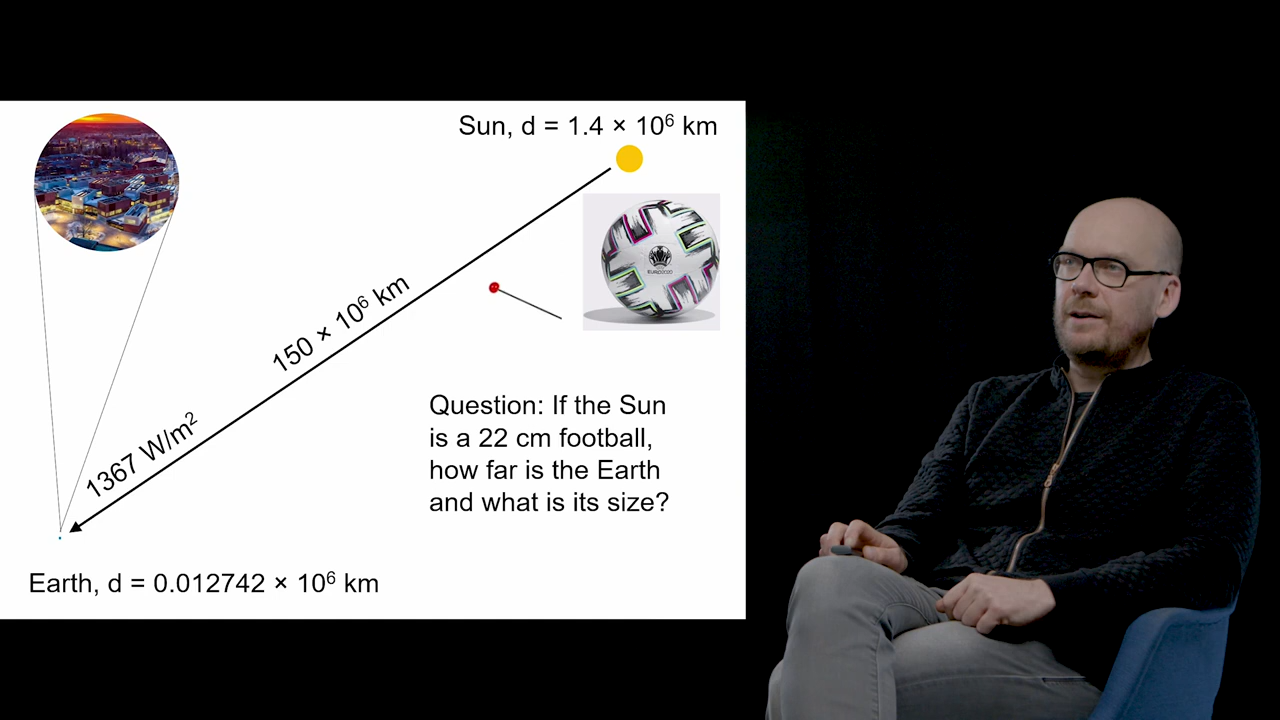 Sun, d = 1.4 × 10⁶ km
EURO2020
150 × 10⁶ km
1367 W/m²
Question: If the Sun
is a 22 cm football,
how far is the Earth
and what is its size?
Earth, d = 0.012742 × 10⁶ km